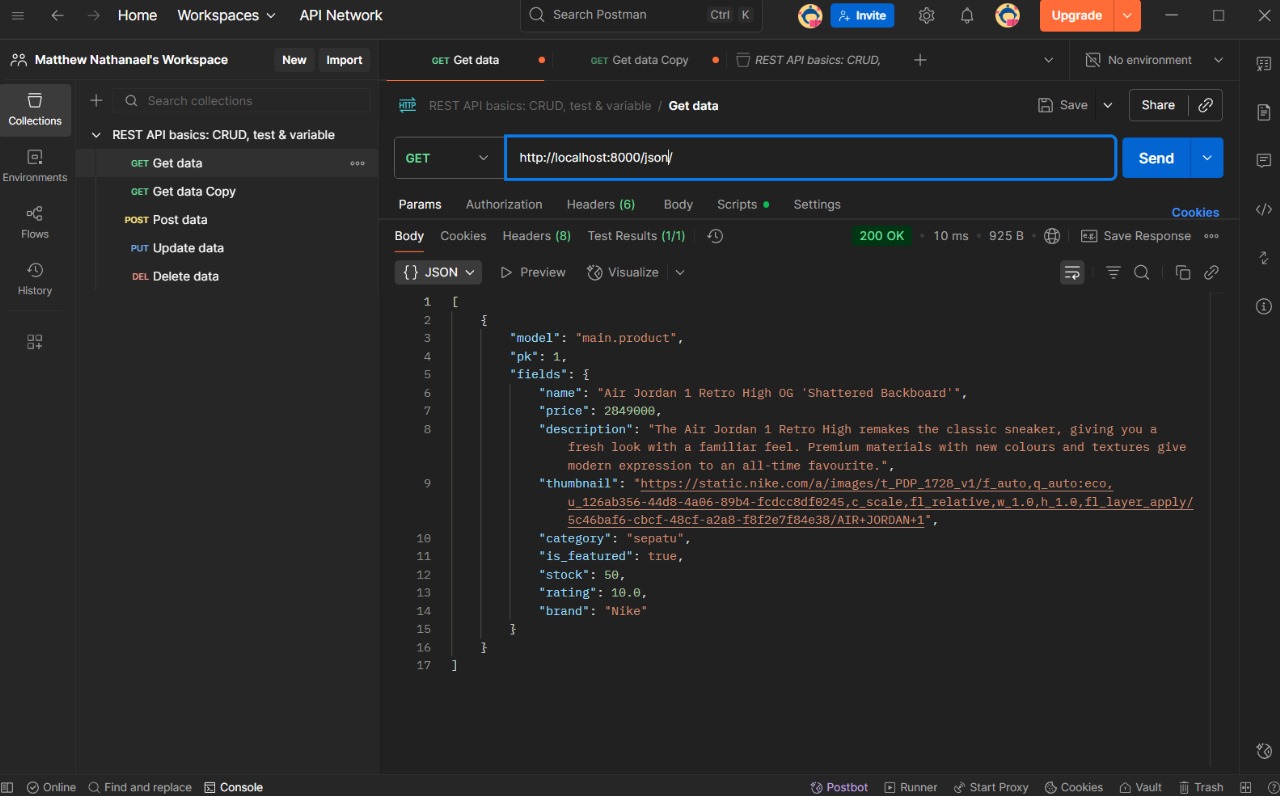 Home Workspaces API Network Search Postman Ctrl K Invite Upgrade
Matthew Nathanael's Workspace New Import
GET Get data GET Get data Copy REST API basics: CRUD, No environment
Collections
Search collections
REST API basics: CRUD, test & variable
GET Get data
GET Get data Copy
POST Post data
PUT Update data
DEL Delete data
Environments
Flows
History
HTTP REST API basics: CRUD, test & variable / Get data Save Share
GET http://localhost:8000/json/ Send
Params Authorization Headers (6) Body Scripts Settings
Cookies
Body Cookies Headers (8) Test Results (1/1) 200 OK • 10 ms • 925 B e.g. Save Response
{} JSON Preview Visualize
1 [
2 {
3 "model": "main.product",
4 "pk": 1,
5 "fields": {
6 "name": "Air Jordan 1 Retro High OG 'Shattered Backboard'",
7 "price": 2849000,
8 "description": "The Air Jordan 1 Retro High remakes the classic sneaker, giving you a
fresh look with a familiar feel. Premium materials with new colours and textures give
modern expression to an all-time favourite.",
9 "thumbnail": "https://static.nike.com/a/images/t_PDP_1728_v1/f_auto,q_auto:eco,
u_126ab356-44d8-4a06-89b4-fcdcc8df0245,c_scale,fl_relative,w_1.0,h_1.0,fl_layer_apply/
5c46baf6-cbcf-48cf-a2a8-f8f2e7f84e38/AIR+JORDAN+1",
10 "category": "sepatu",
11 "is_featured": true,
12 "stock": 50,
13 "rating": 10.0,
14 "brand": "Nike"
15 }
16 }
17 ]
Online Find and replace Console Postbot Runner Start Proxy Cookies Vault Trash